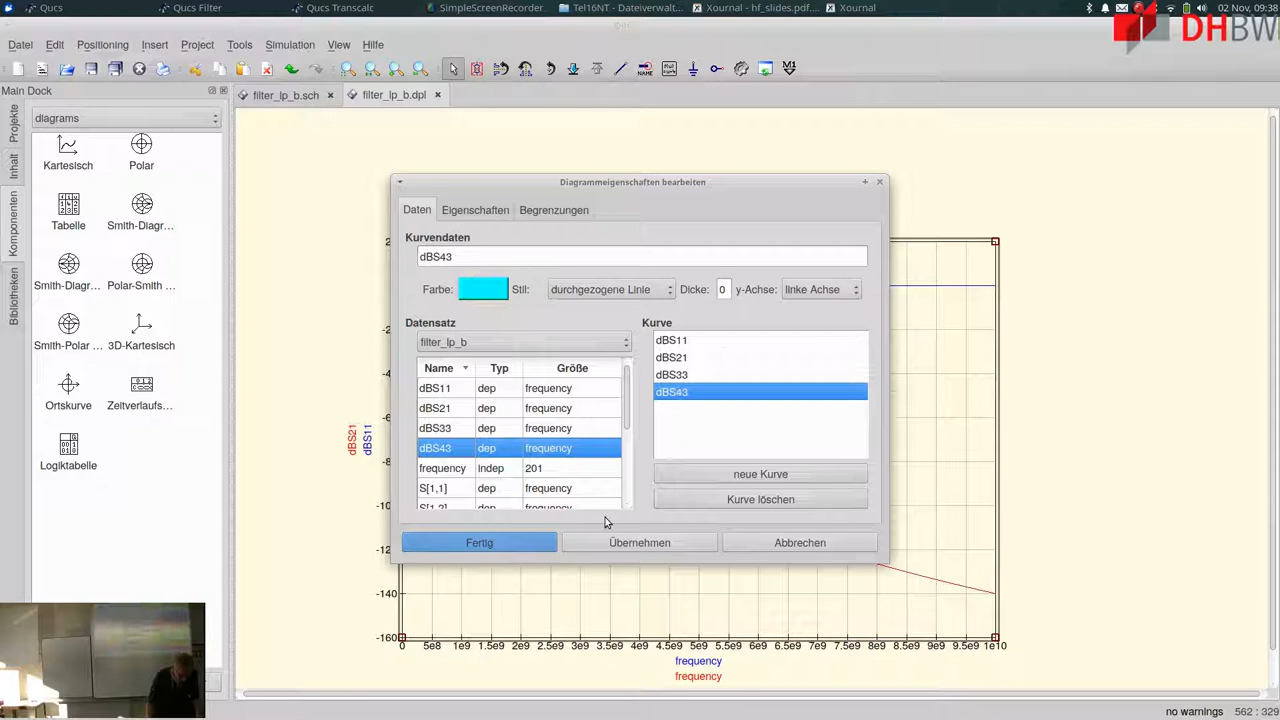 Qucs
Qucs Filter
Qucs Transcalc
SimpleScreenRecorder
Tel16NT - Dateiverwalt...
Xournal - hf_slides.pdf...
Xournal
02 Nov, 09:38
DHBW
Datei Edit Positioning Insert Project Tools Simulation View Hilfe
Main Dock
filter_lp_b.sch
filter_lp_b.dpl
diagrams
Projekte
Inhalt
Komponenten
Bibliotheken
Kartesisch
Polar
Tabelle
Smith-Diagr...
Smith-Diagr...
Polar-Smith ...
Smith-Polar ...
3D-Kartesisch
Ortskurve
Zeitverlaufs...
Logiktabelle
Diagrammeigenschaften bearbeiten
Daten
Eigenschaften
Begrenzungen
Kurvendaten
dBS43
Farbe:
Stil:
durchgezogene Linie
Dicke:
0
y-Achse:
linke Achse
Datensatz
filter_lp_b
Name Typ Größe
dBS11 dep frequency
dBS21 dep frequency
dBS33 dep frequency
dBS43 dep frequency
frequency indep 201
S[1,1] dep frequency
S[1,2] dep frequency
Kurve
dBS11
dBS21
dBS33
dBS43
neue Kurve
Kurve löschen
Fertig
Übernehmen
Abbrechen
dBS21
dBS11
-140
-160
0 5e8 1e9 1.5e9 2e9 2.5e9 3e9 3.5e9 4e9 4.5e9 5e9 5.5e9 6e9 6.5e9 7e9 7.5e9 8e9 8.5e9 9e9 9.5e9 1e10
frequency
frequency
no warnings
562 : 329